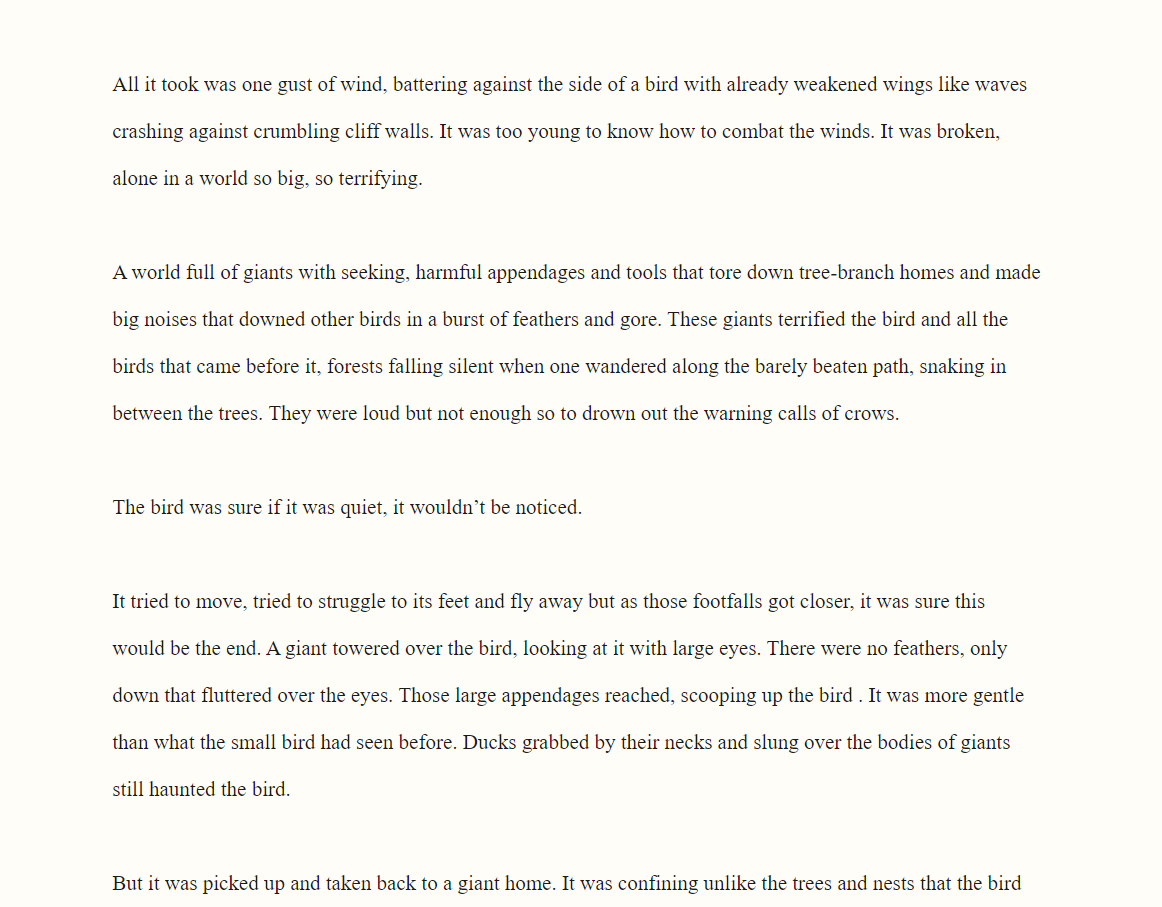 All it took was one gust of wind, battering against the side of a bird with already weakened wings like waves
crashing against crumbling cliff walls. It was too young to know how to combat the winds. It was broken,
alone in a world so big, so terrifying.
A world full of giants with seeking, harmful appendages and tools that tore down tree-branch homes and made
big noises that downed other birds in a burst of feathers and gore. These giants terrified the bird and all the
birds that came before it, forests falling silent when one wandered along the barely beaten path, snaking in
between the trees. They were loud but not enough so to drown out the warning calls of crows.
The bird was sure if it was quiet, it wouldn’t be noticed.
It tried to move, tried to struggle to its feet and fly away but as those footfalls got closer, it was sure this
would be the end. A giant towered over the bird, looking at it with large eyes. There were no feathers, only
down that fluttered over the eyes. Those large appendages reached, scooping up the bird . It was more gentle
than what the small bird had seen before. Ducks grabbed by their necks and slung over the bodies of giants
still haunted the bird.
But it was picked up and taken back to a giant home. It was confining unlike the trees and nests that the bird